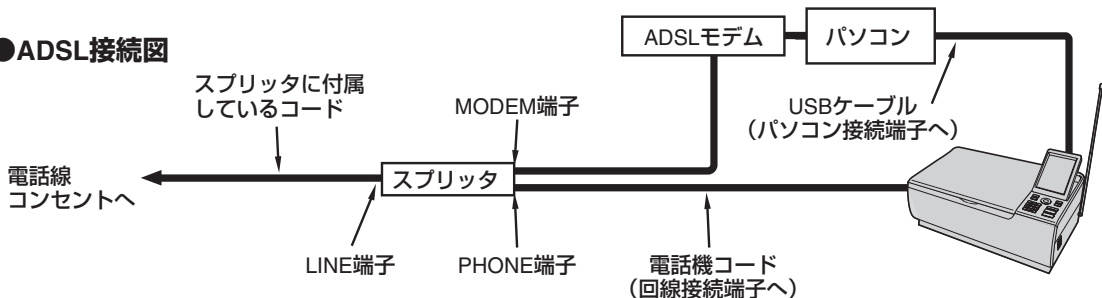 ●ADSL接続図
ADSLモデム
パソコン
スプリッタに付属
しているコード
MODEM端子
USBケーブル
（パソコン接続端子へ）
電話線
コンセントへ
スプリッタ
LINE端子
PHONE端子
電話機コード
（回線接続端子へ）